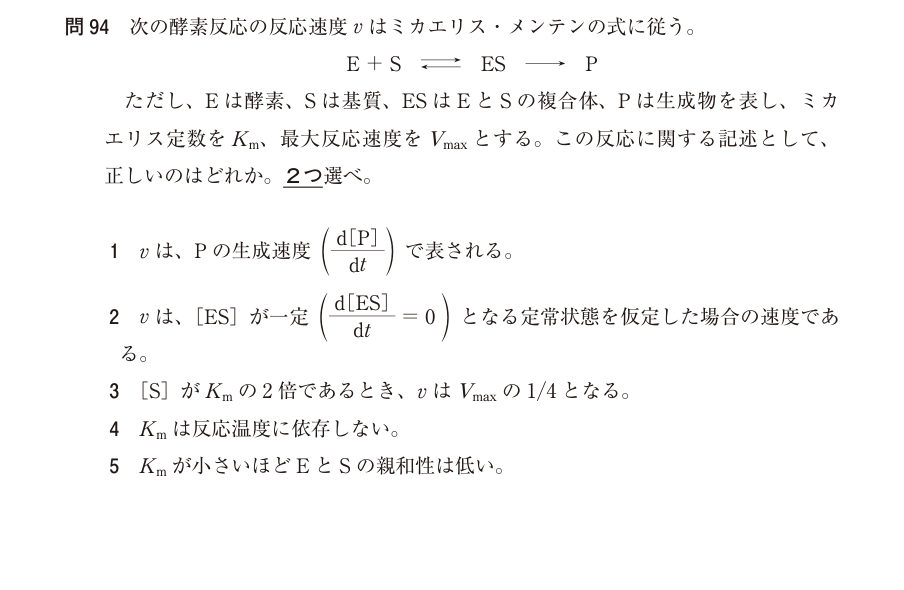 問 94　次の酵素反応の反応速度 v はミカエリス・メンテンの式に従う。
E + S ⇄ ES ⟶ P
ただし、E は酵素、S は基質、ES は E と S の複合体、P は生成物を表し、ミカ
エリス定数を Km、最大反応速度を Vmax とする。この反応に関する記述として、
正しいのはどれか。2つ選べ。
1　v は、P の生成速度 (d[P]/dt) で表される。
2　v は、［ES］が一定 (d[ES]/dt = 0) となる定常状態を仮定した場合の速度であ
る。
3　［S］が Km の 2 倍であるとき、v は Vmax の 1/4 となる。
4　Km は反応温度に依存しない。
5　Km が小さいほど E と S の親和性は低い。